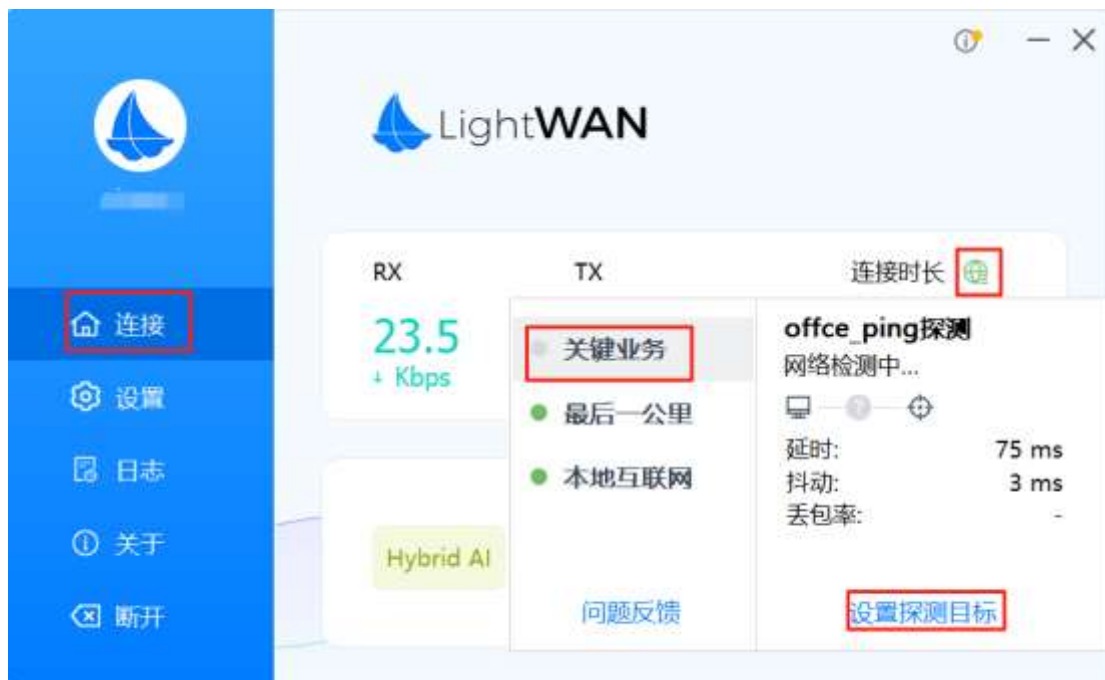 LightWAN
RX
TX
连接时长
连接
23.5
↓ Kbps
关键业务
offce_ping探测
网络检测中...
设置
最后一公里
延时: 75 ms
日志
本地互联网
抖动: 3 ms
丢包率: -
关于
Hybrid AI
断开
问题反馈
设置探测目标